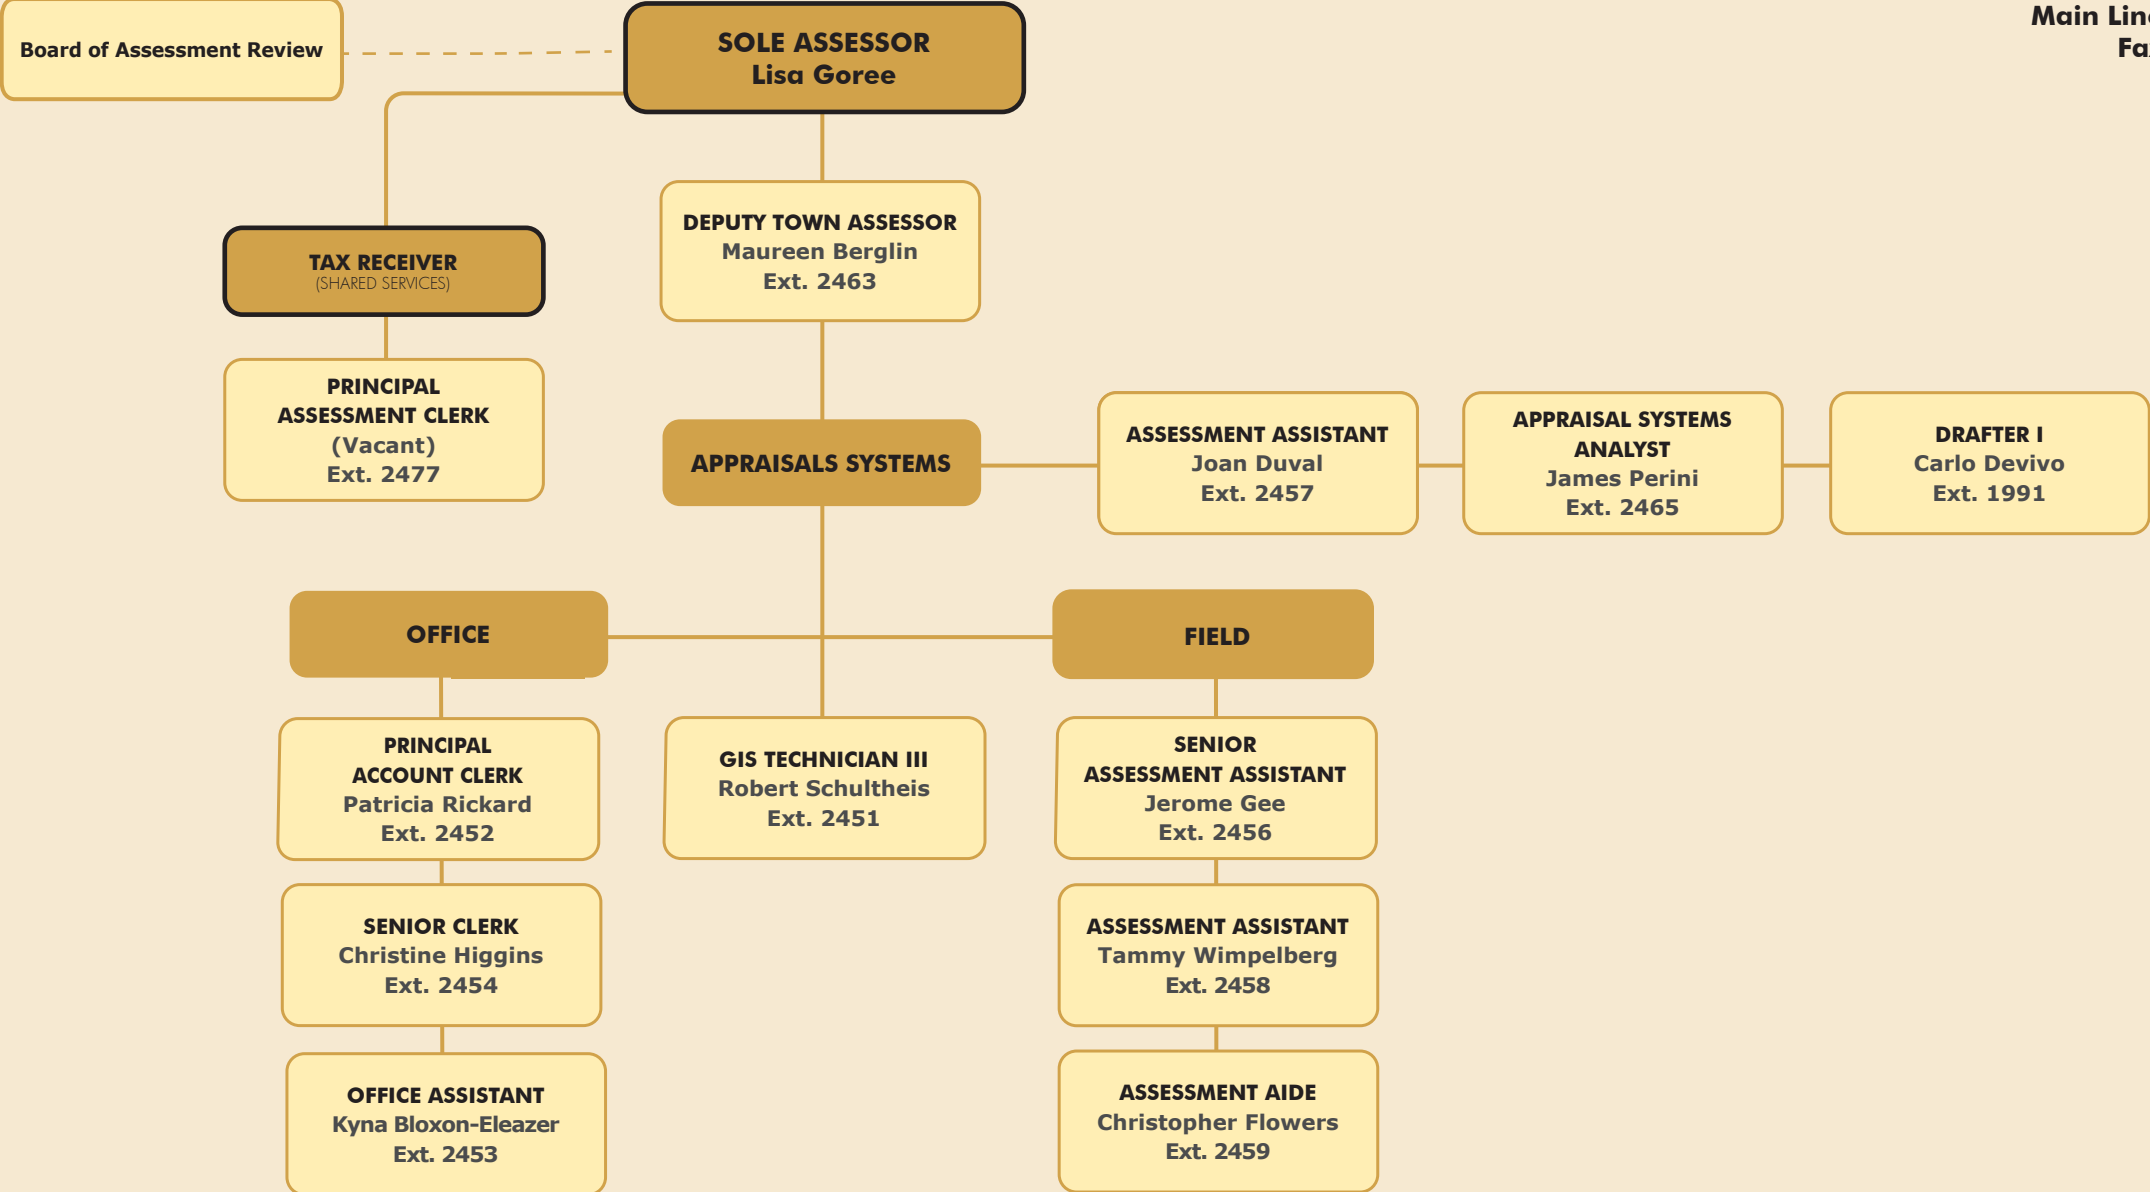 Board of Assessment Review
SOLE ASSESSOR
Lisa Goree
Main
TAX RECEIVER
(SHARED SERVICES)
DEPUTY TOWN ASSESSOR
Maureen Berglin
Ext. 2463
PRINCIPAL
ASSESSMENT CLERK
(Vacant)
Ext. 2477
APPRAISALS SYSTEMS
ASSESSMENT ASSISTANT
Joan Duval
Ext. 2457
APPRAISAL SYSTEMS
ANALYST
James Perini
Ext. 2465
DRAFTER I
Carlo Devivo
Ext. 1991
OFFICE
FIELD
PRINCIPAL
ACCOUNT CLERK
Patricia Rickard
Ext. 2452
GIS TECHNICIAN III
Robert Schultheis
Ext. 2451
SENIOR
ASSESSMENT ASSISTANT
Jerome Gee
Ext. 2456
SENIOR CLERK
Christine Higgins
Ext. 2454
ASSESSMENT ASSISTANT
Tammy Wimpelberg
Ext. 2458
OFFICE ASSISTANT
Kyna Bloxon-Eleazer
Ext. 2453
ASSESSMENT AIDE
Christopher Flowers
Ext. 2459